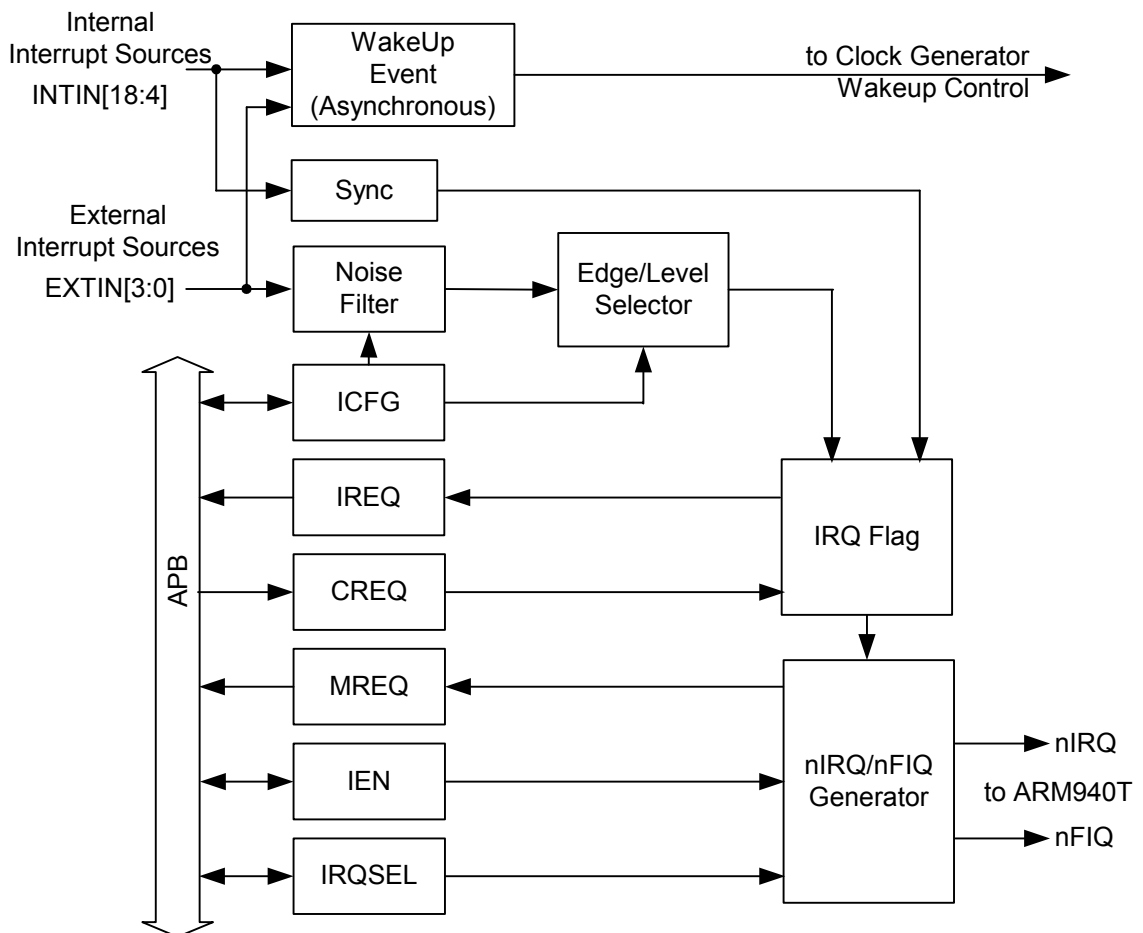 Internal
Interrupt Sources
INTIN[18:4]
WakeUp
Event
(Asynchronous)
to Clock Generator
Wakeup Control
Sync
External
Interrupt Sources
EXTIN[3:0]
Noise
Filter
Edge/Level
Selector
ICFG
IREQ
IRQ Flag
APB
CREQ
MREQ
nIRQ/nFIQ
Generator
nIRQ
to ARM940T
nFIQ
IEN
IRQSEL